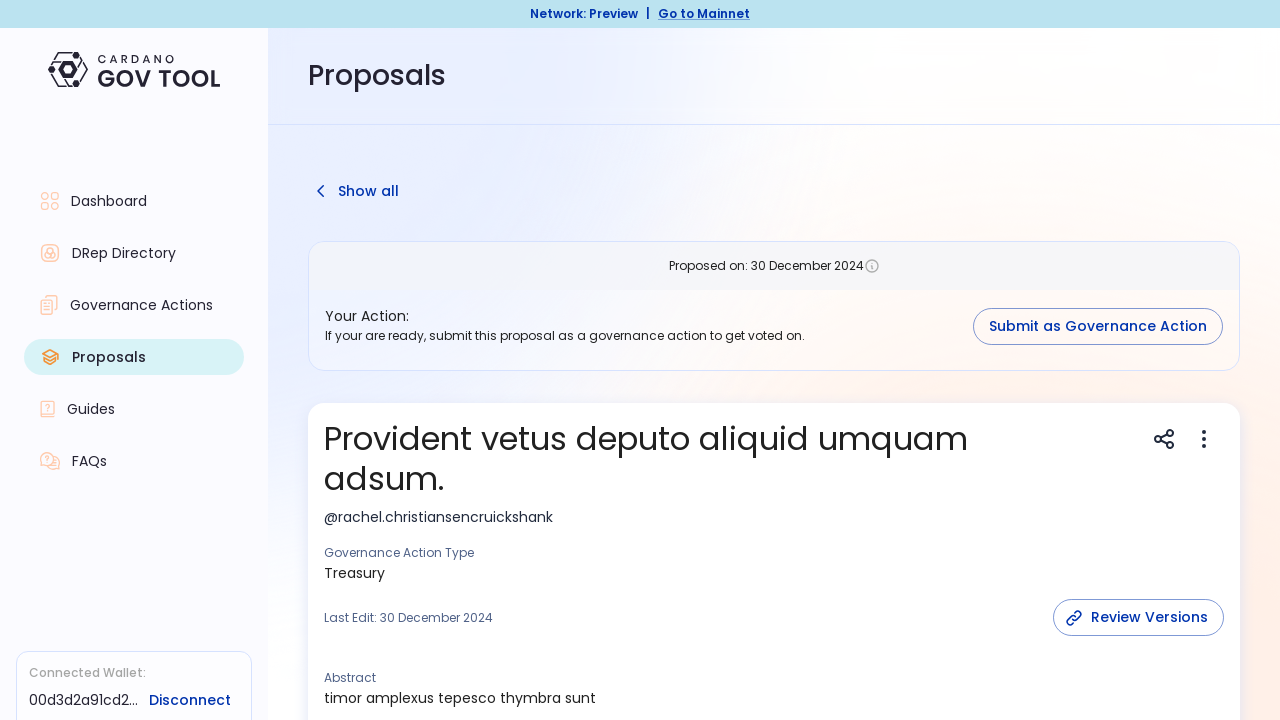 Network: Preview | Go to Mainnet
CARDANO
GOV TOOL
Proposals
Dashboard
DRep Directory
Governance Actions
Proposals
Guides
FAQs
Connected Wallet:
00d3d2a91cd2... Disconnect
Show all
Proposed on: 30 December 2024
Your Action:
If your are ready, submit this proposal as a governance action to get voted on.
Submit as Governance Action
Provident vetus deputo aliquid umquam
adsum.
@rachel.christiansencruickshank
Governance Action Type
Treasury
Last Edit: 30 December 2024
Review Versions
Abstract
timor amplexus tepesco thymbra sunt